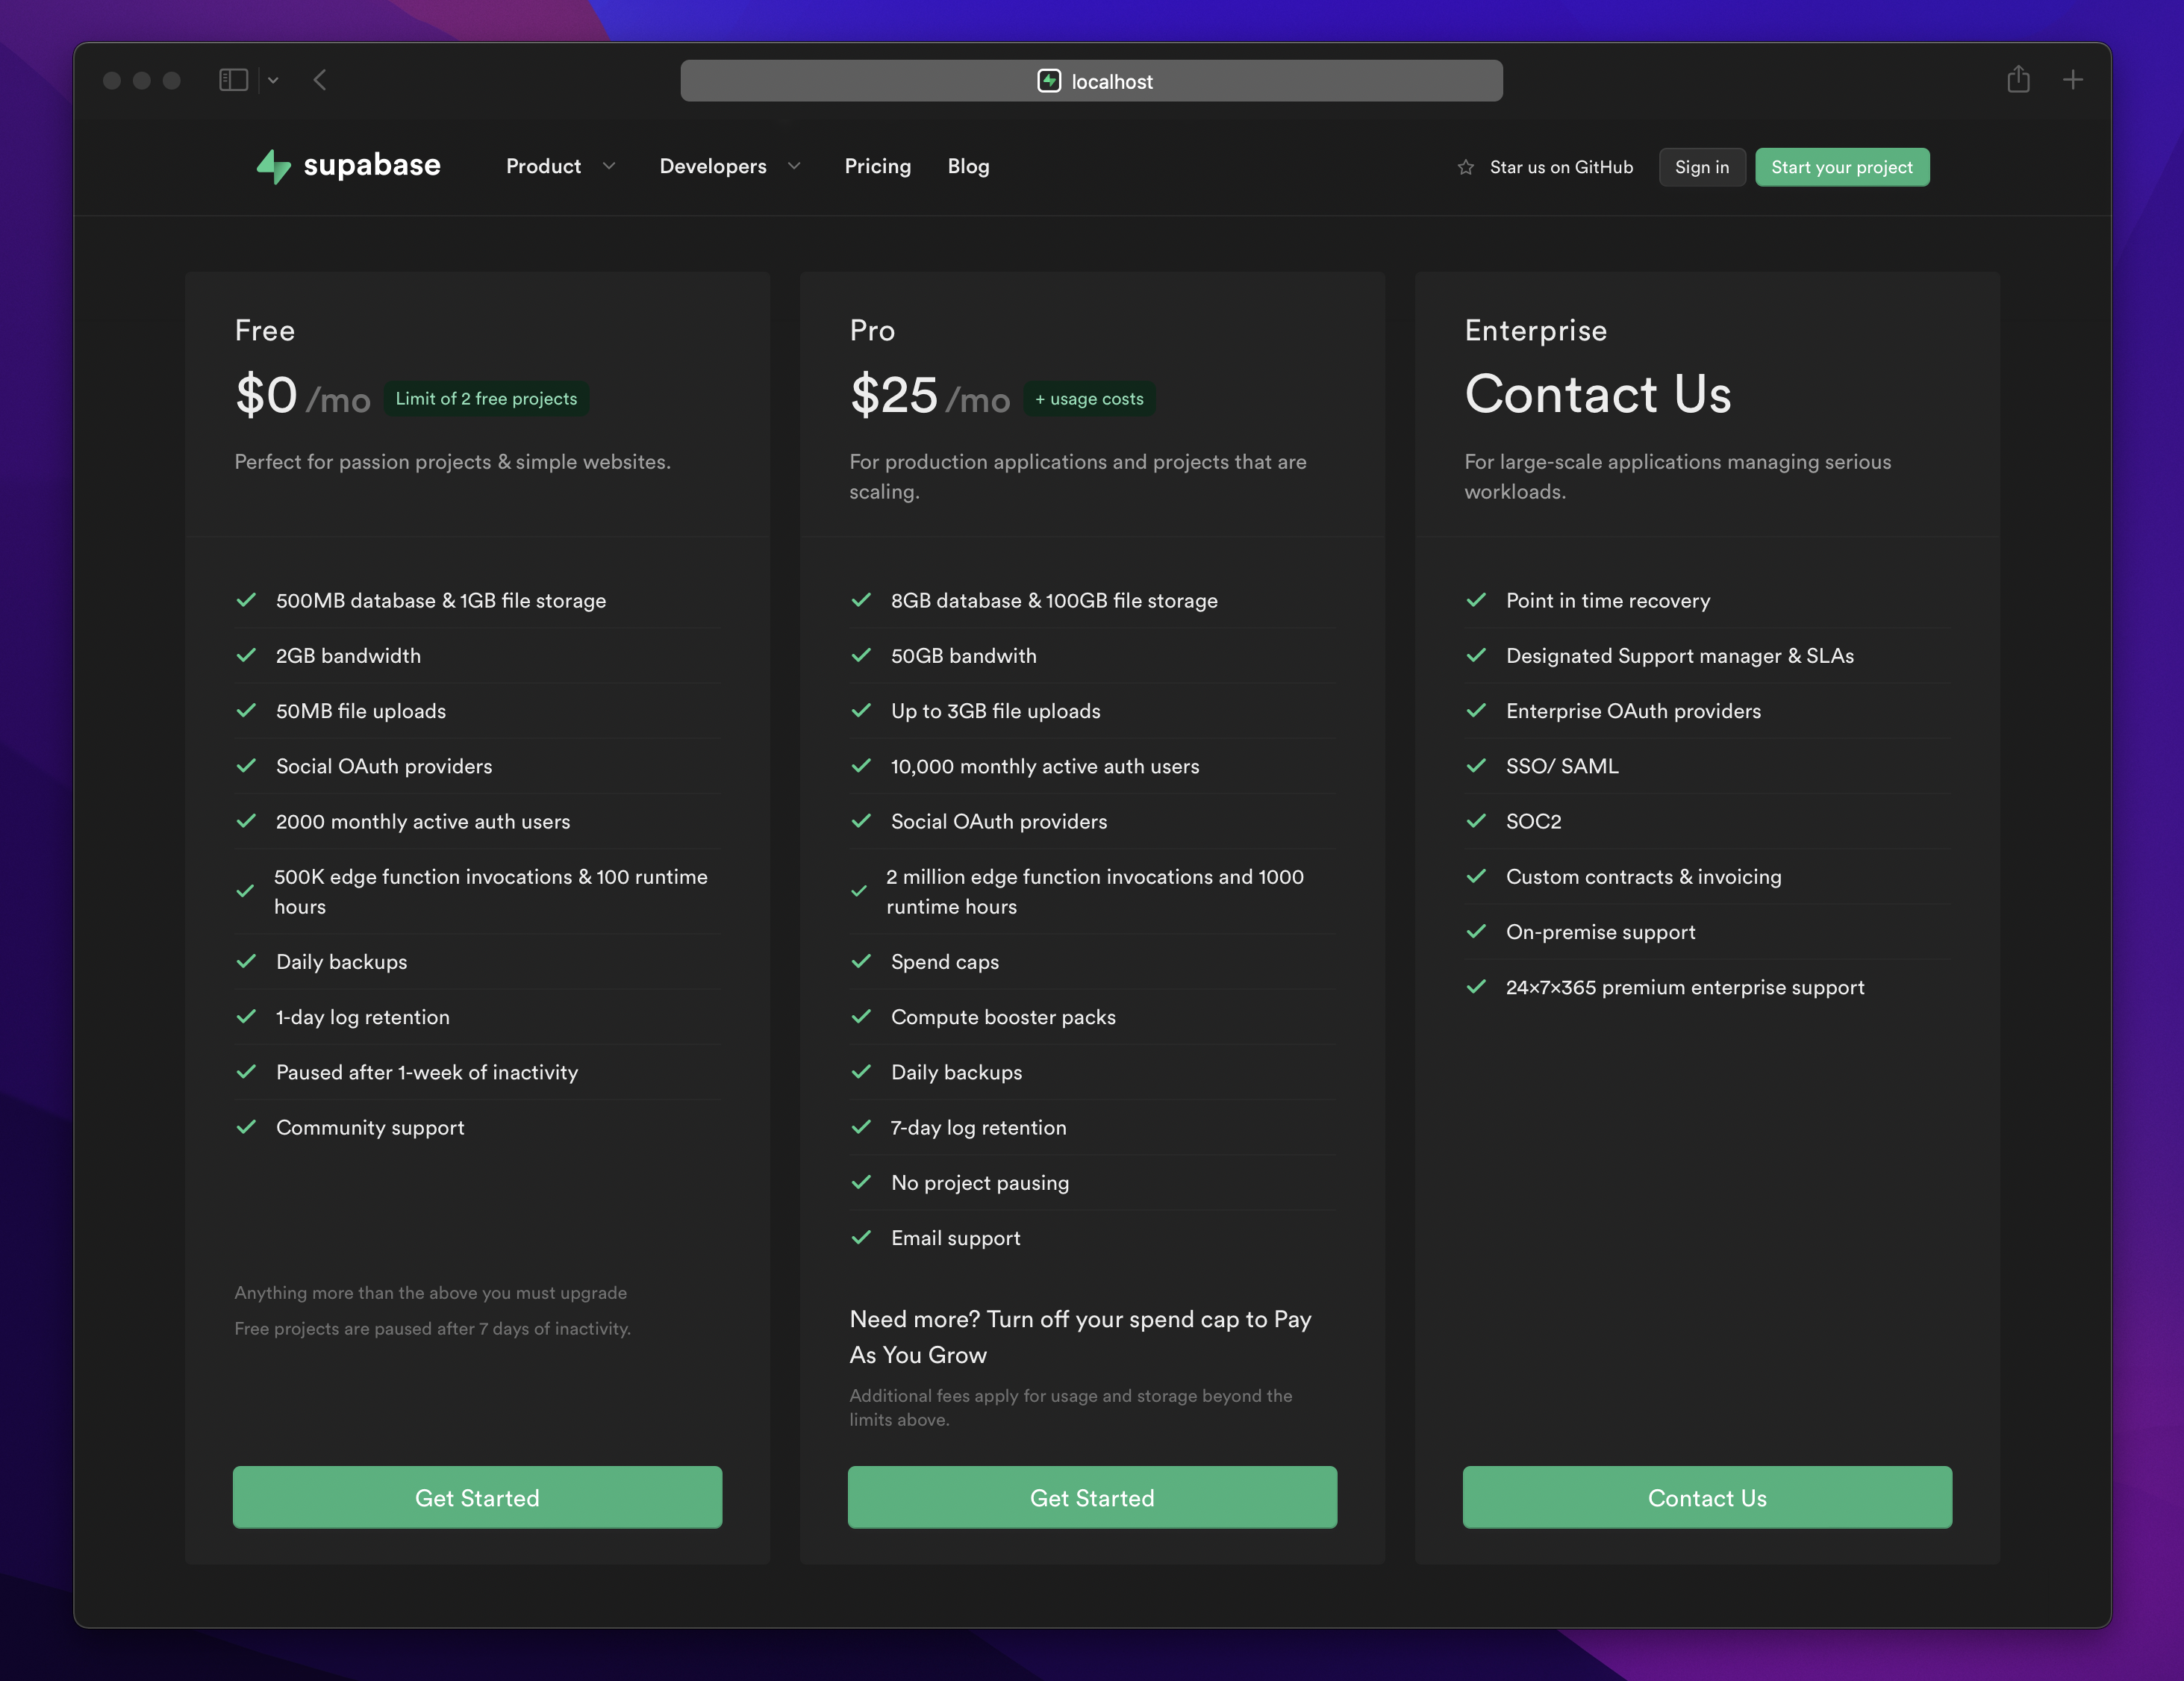 localhost
supabase
Product
Developers
Pricing
Blog
Star us on GitHub
Sign in
Start your project
Free
$0 /mo Limit of 2 free projects
Perfect for passion projects & simple websites.
500MB database & 1GB file storage
2GB bandwidth
50MB file uploads
Social OAuth providers
2000 monthly active auth users
500K edge function invocations & 100 runtime
hours
Daily backups
1-day log retention
Paused after 1-week of inactivity
Community support
Anything more than the above you must upgrade
Free projects are paused after 7 days of inactivity.
Get Started
Pro
$25 /mo + usage costs
For production applications and projects that are
scaling.
8GB database & 100GB file storage
50GB bandwith
Up to 3GB file uploads
10,000 monthly active auth users
Social OAuth providers
2 million edge function invocations and 1000
runtime hours
Spend caps
Compute booster packs
Daily backups
7-day log retention
No project pausing
Email support
Need more? Turn off your spend cap to Pay
As You Grow
Additional fees apply for usage and storage beyond the
limits above.
Get Started
Enterprise
Contact Us
For large-scale applications managing serious
workloads.
Point in time recovery
Designated Support manager & SLAs
Enterprise OAuth providers
SSO/ SAML
SOC2
Custom contracts & invoicing
On-premise support
24×7×365 premium enterprise support
Contact Us